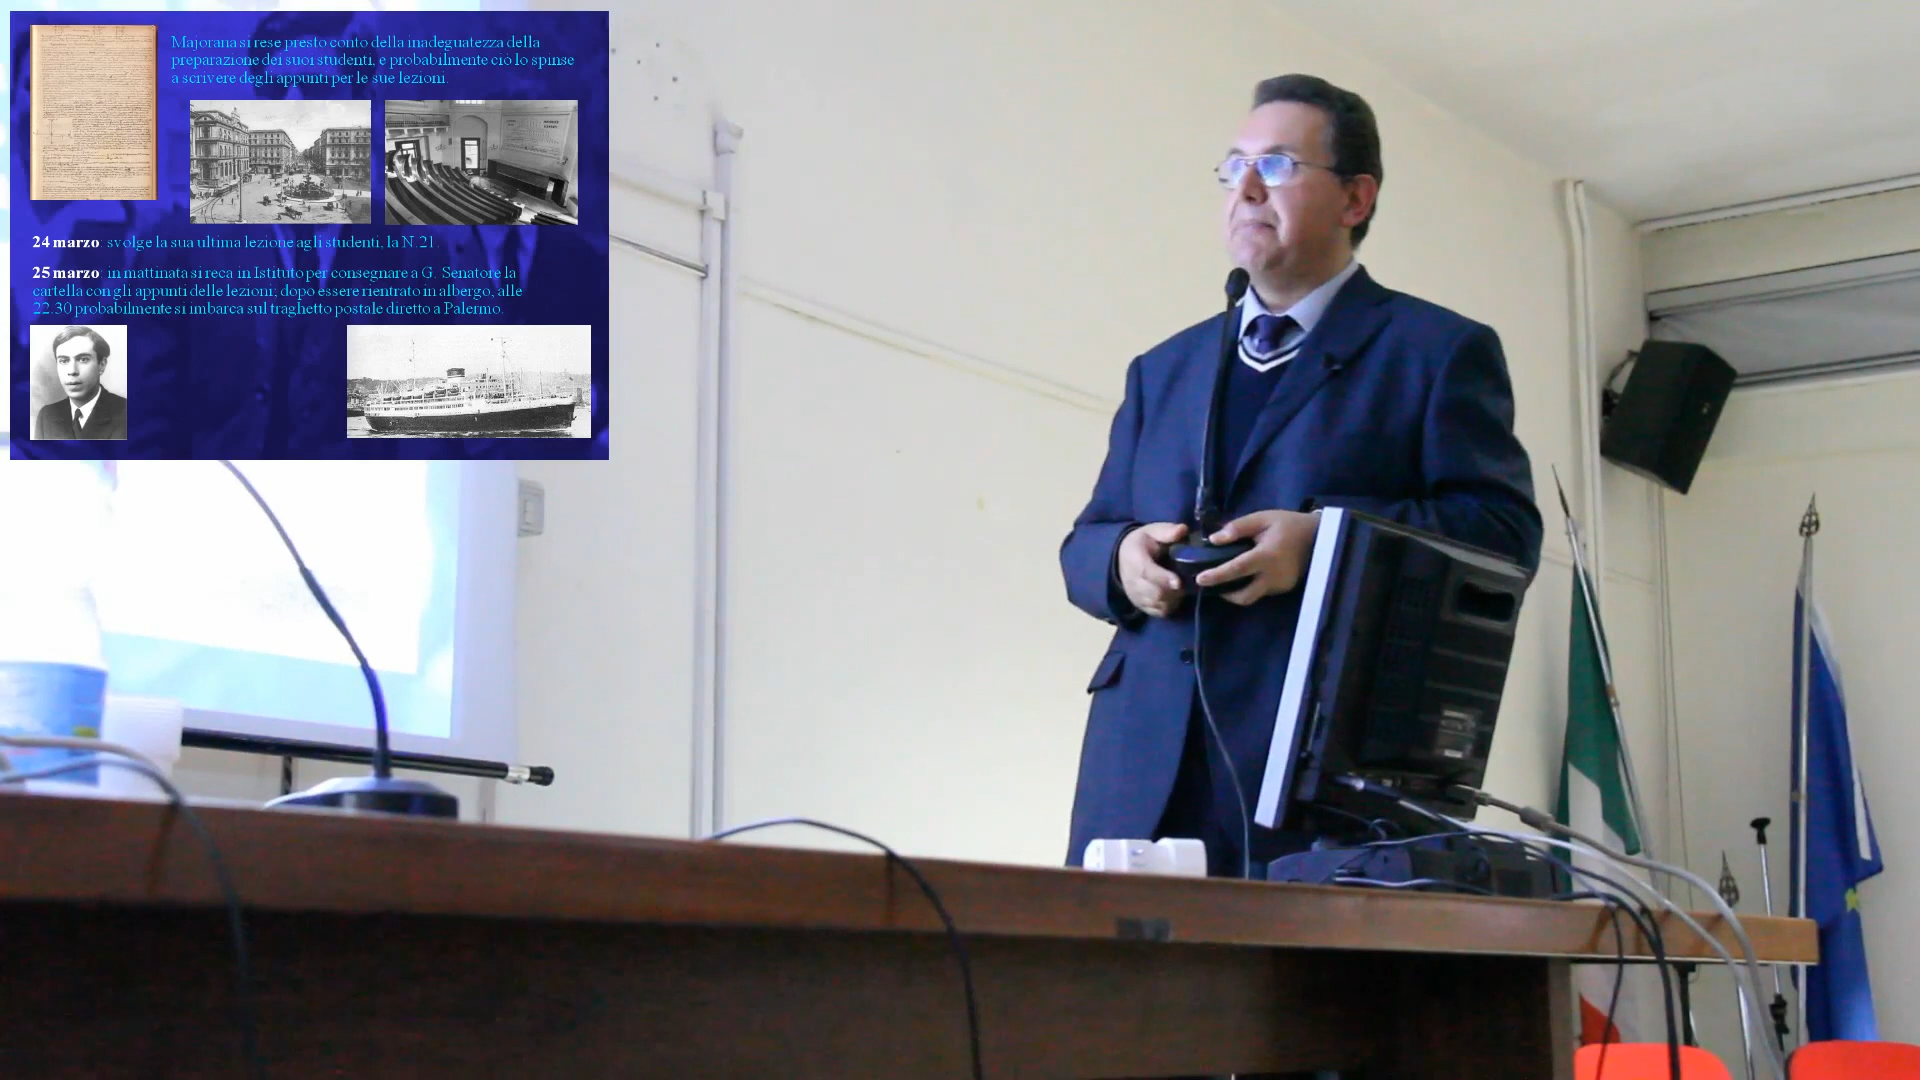 Majorana si rese presto conto della inadeguatezza della
preparazione dei suoi studenti, e probabilmente ciò lo spinse
a scrivere degli appunti per le sue lezioni.
24 marzo: svolge la sua ultima lezione agli studenti, la N.21.
25 marzo: in mattinata si reca in Istituto per consegnare a G. Senatore la
cartella con gli appunti delle lezioni; dopo essere rientrato in albergo, alle
22.30 probabilmente si imbarca sul traghetto postale diretto a Palermo.